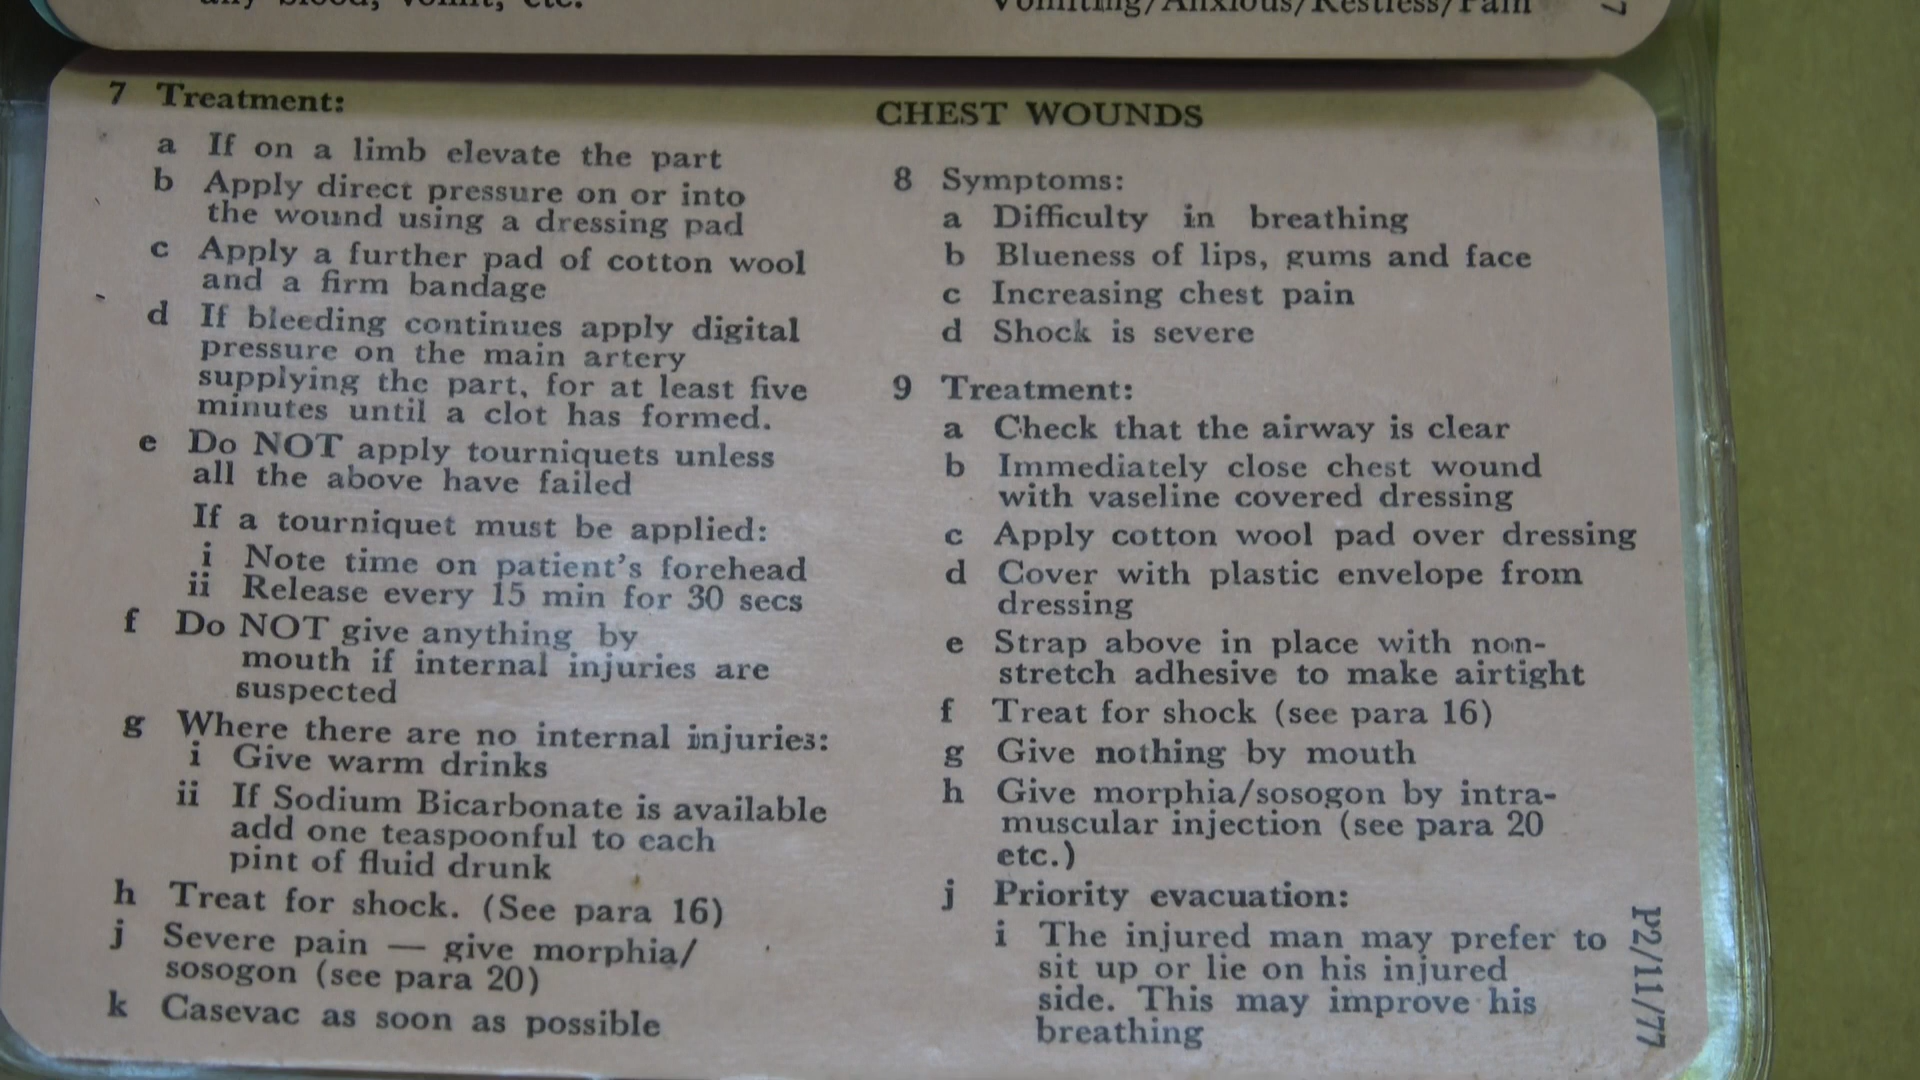 any blood, vomit, etc.
Vomiting/Anxious/Restless/Pain
7 Treatment:
a If on a limb elevate the part
b Apply direct pressure on or into
the wound using a dressing pad
c Apply a further pad of cotton wool
and a firm bandage
d If bleeding continues apply digital
pressure on the main artery
supplying the part, for at least five
minutes until a clot has formed.
e Do NOT apply tourniquets unless
all the above have failed
If a tourniquet must be applied:
i Note time on patient's forehead
ii Release every 15 min for 30 secs
f Do NOT give anything by
mouth if internal injuries are
suspected
g Where there are no internal injuries:
i Give warm drinks
ii If Sodium Bicarbonate is available
add one teaspoonful to each
pint of fluid drunk
h Treat for shock. (See para 16)
j Severe pain — give morphia/
sosogon (see para 20)
k Casevac as soon as possible
CHEST WOUNDS
8 Symptoms:
a Difficulty in breathing
b Blueness of lips, gums and face
c Increasing chest pain
d Shock is severe
9 Treatment:
a Check that the airway is clear
b Immediately close chest wound
with vaseline covered dressing
c Apply cotton wool pad over dressing
d Cover with plastic envelope from
dressing
e Strap above in place with non-
stretch adhesive to make airtight
f Treat for shock (see para 16)
g Give nothing by mouth
h Give morphia/sosogon by intra-
muscular injection (see para 20
etc.)
j Priority evacuation:
i The injured man may prefer to
sit up or lie on his injured
side. This may improve his
breathing
P2/11/77